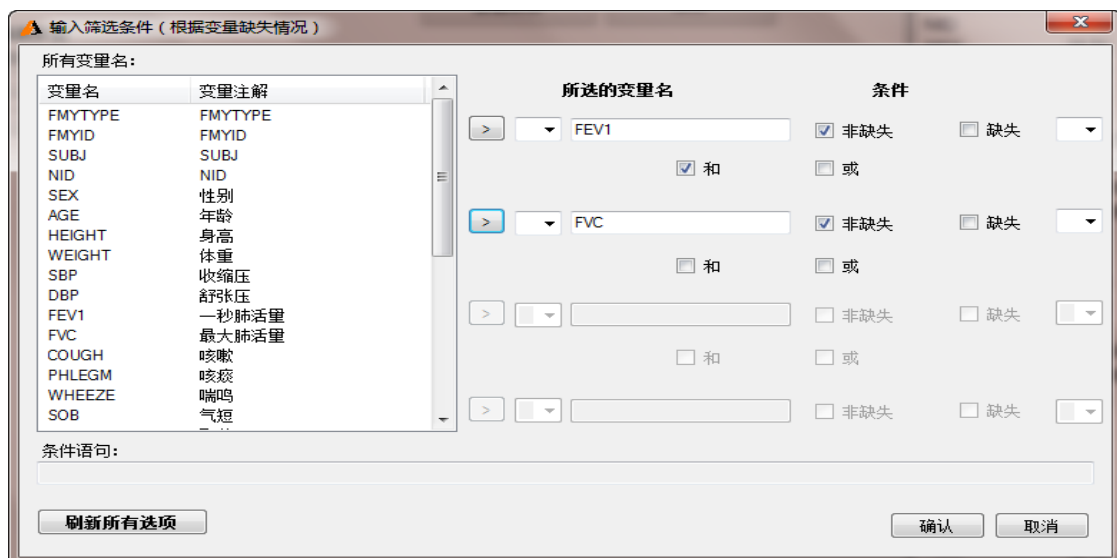 输入筛选条件（根据变量缺失情况）
所有变量名：
变量名 变量注解
FMYTYPE FMYTYPE
FMYID FMYID
SUBJ SUBJ
NID NID
SEX 性别
AGE 年龄
HEIGHT 身高
WEIGHT 体重
SBP 收缩压
DBP 舒张压
FEV1 一秒肺活量
FVC 最大肺活量
COUGH 咳嗽
PHLEGM 咳痰
WHEEZE 喘鸣
SOB 气短
所选的变量名 条件
> FEV1 非缺失 缺失
和 或
> FVC 非缺失 缺失
和 或
> 非缺失 缺失
和 或
> 非缺失 缺失
条件语句：
刷新所有选项 确认 取消